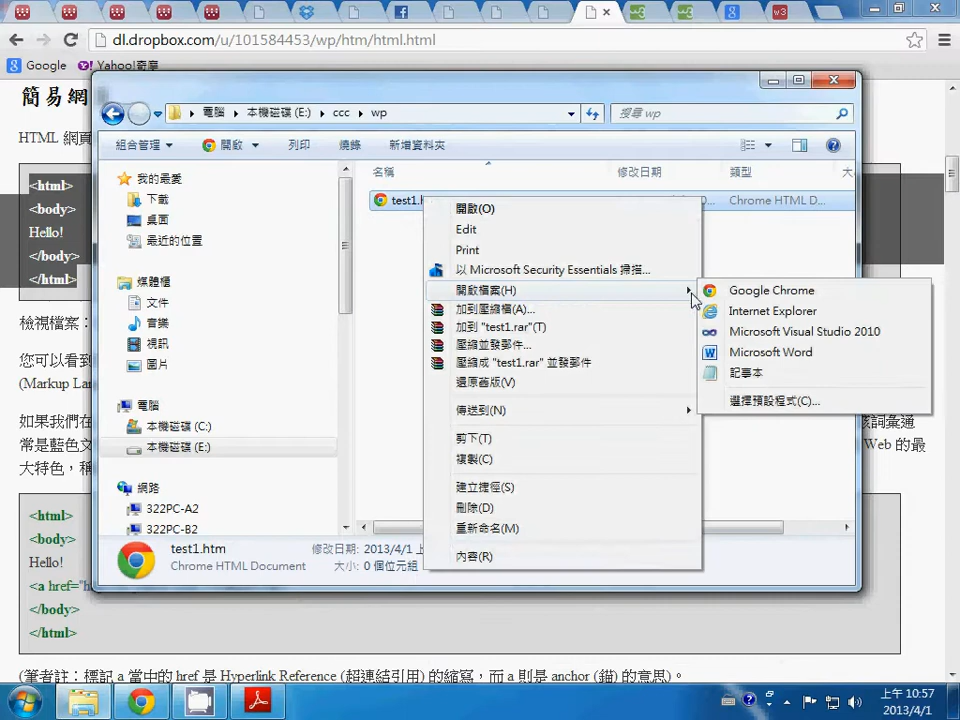 dl.dropbox.com/u/101584453/wp/htm/html.html
Google Yahoo!奇摩
簡易網
HTML 網頁
<html>
<body>
Hello!
</body>
</html>
檢視檔案：
您可以看到
(Markup Lan
如果我們在
常是藍色文
大特色，稱
該詞彙通
Web 的最
<html>
<body>
Hello!
<a href="h
</body>
</html>
(筆者註：標記 a 當中的 href 是 Hyperlink Reference (超連結引用) 的縮寫，而 a 則是 anchor (錨) 的意思)。
電腦 本機磁碟 (E:) ccc wp
搜尋 wp
組合管理 開啟 列印 燒錄 新增資料夾
我的最愛
下載
桌面
最近的位置
媒體櫃
文件
音樂
視訊
圖片
電腦
本機磁碟 (C:)
本機磁碟 (E:)
網路
322PC-A2
322PC-B2
名稱 修改日期 類型 大
test1.h Chrome HTML D...
開啟(O)
Edit
Print
以 Microsoft Security Essentials 掃描...
開啟檔案(H)
加到壓縮檔(A)...
加到 "test1.rar"(T)
壓縮並發郵件...
壓縮成 "test1.rar" 並發郵件
還原舊版(V)
傳送到(N)
剪下(T)
複製(C)
建立捷徑(S)
刪除(D)
重新命名(M)
內容(R)
Google Chrome
Internet Explorer
Microsoft Visual Studio 2010
Microsoft Word
記事本
選擇預設程式(C)...
test1.htm 修改日期: 2013/4/1 上
Chrome HTML Document 大小: 0 個位元組
上午 10:57
2013/4/1